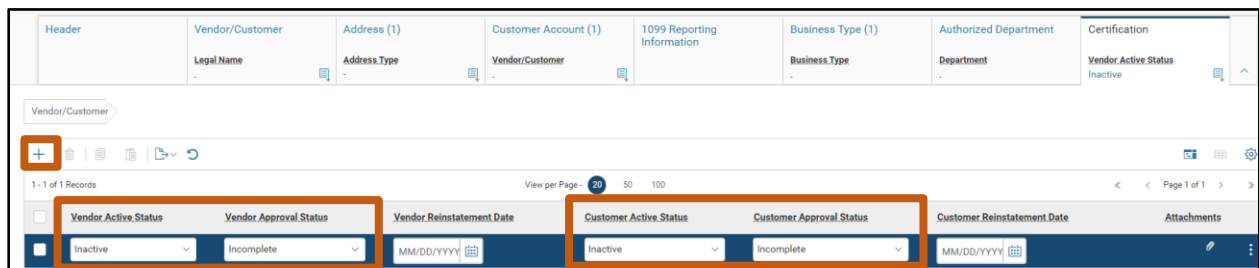 Header
Vendor/Customer
Legal Name
-
Address (1)
Address Type
-
Customer Account (1)
Vendor/Customer
-
1099 Reporting
Information
Business Type (1)
Business Type
-
Authorized Department
Department
-
Certification
Vendor Active Status
Inactive
Vendor/Customer
1 - 1 of 1 Records
View per Page - 20 50 100
Page 1 of 1
Vendor Active Status Vendor Approval Status Vendor Reinstatement Date Customer Active Status Customer Approval Status Customer Reinstatement Date Attachments
Inactive Incomplete MM/DD/YYYY Inactive Incomplete MM/DD/YYYY